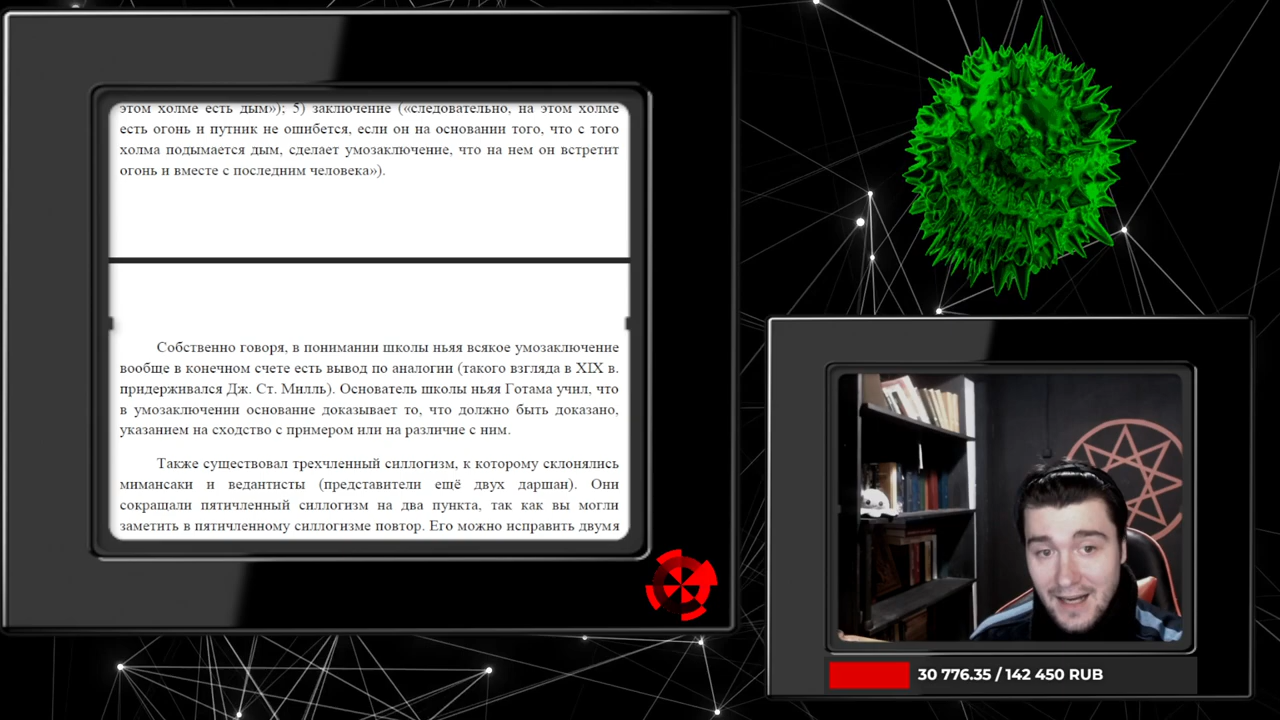 этом холме есть дым»); 5) заключение («следовательно, на этом холме
есть огонь и путник не ошибется, если он на основании того, что с того
холма подымается дым, сделает умозаключение, что на нем он встретит
огонь и вместе с последним человека»).
Собственно говоря, в понимании школы ньяя всякое умозаключение
вообще в конечном счете есть вывод по аналогии (такого взгляда в XIX в.
придерживался Дж. Ст. Милль). Основатель школы ньяя Готама учил, что
в умозаключении основание доказывает то, что должно быть доказано,
указанием на сходство с примером или на различие с ним.
Также существовал трехчленный силлогизм, к которому склонялись
мимансаки и ведантисты (предстаители ещё двух даршан). Они
сокращали пятичленный силлогизм на два пункта, так как вы могли
заметить в пятичленному силлогизме повтор. Его можно исправить двумя
30 776.35 / 142 450 RUB